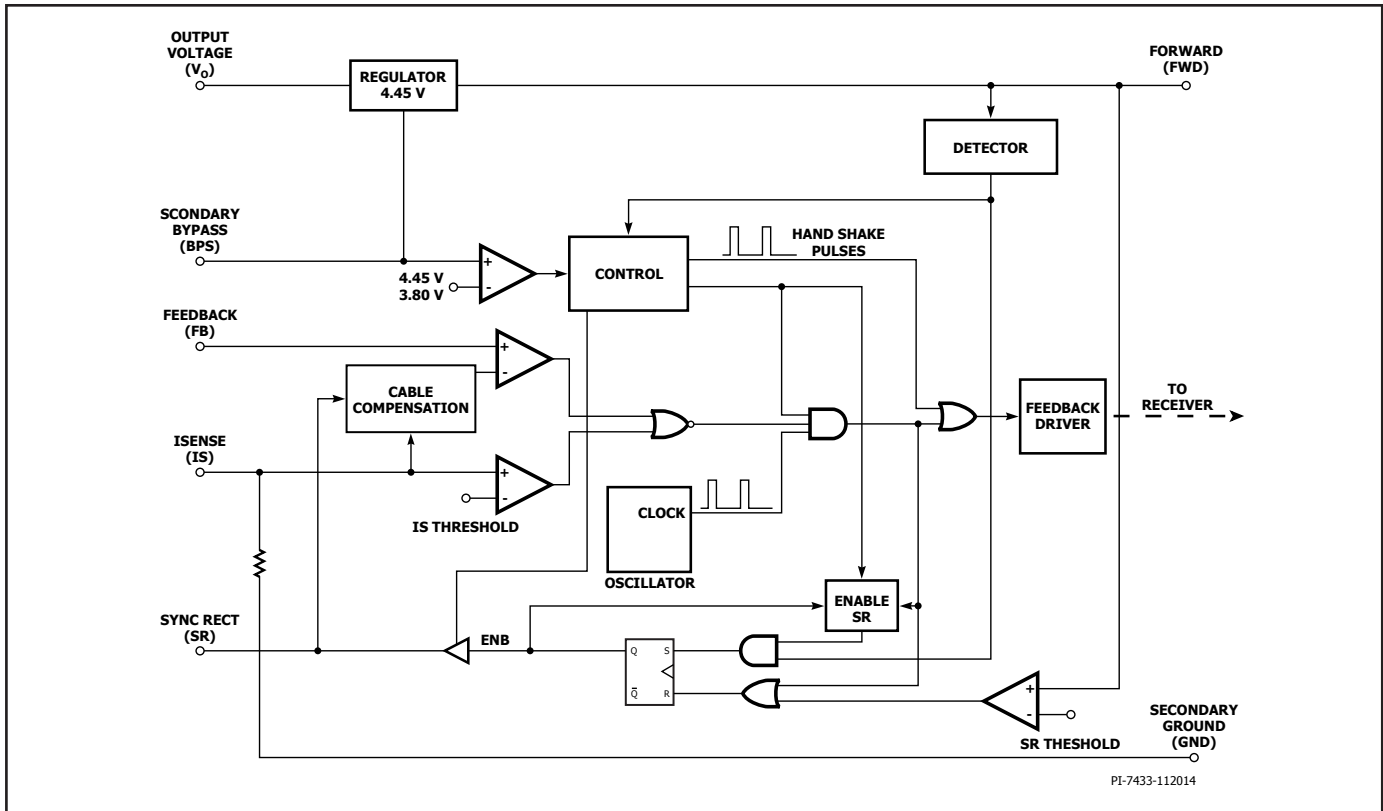 OUTPUT
VOLTAGE
(VO)
REGULATOR
4.45 V
FORWARD
(FWD)
DETECTOR
SCONDARY
BYPASS
(BPS)
+
-
4.45 V
3.80 V
CONTROL
HAND SHAKE
PULSES
FEEDBACK
(FB)
+
-
CABLE
COMPENSATION
FEEDBACK
DRIVER
TO
RECEIVER
ISENSE
(IS)
+
-
IS THRESHOLD
CLOCK
OSCILLATOR
ENABLE
SR
SYNC RECT
(SR)
ENB
Q
S
Q̅
R
+
-
SR THESHOLD
SECONDARY
GROUND
(GND)
PI-7433-112014